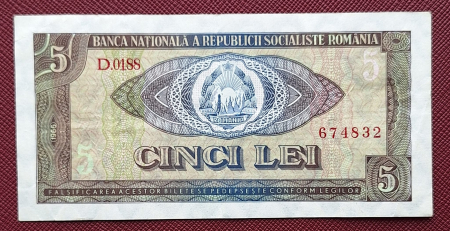 BANCA NATIONALĂ A REPUBLICII SOCIALISTE ROMÂNIA
5
D.0188
5
674832
1966
CINCI LEI
5
FALSIFICAREA ACESTOR BILETE SE PEDEPSEȘTE CONFORM LEGILOR